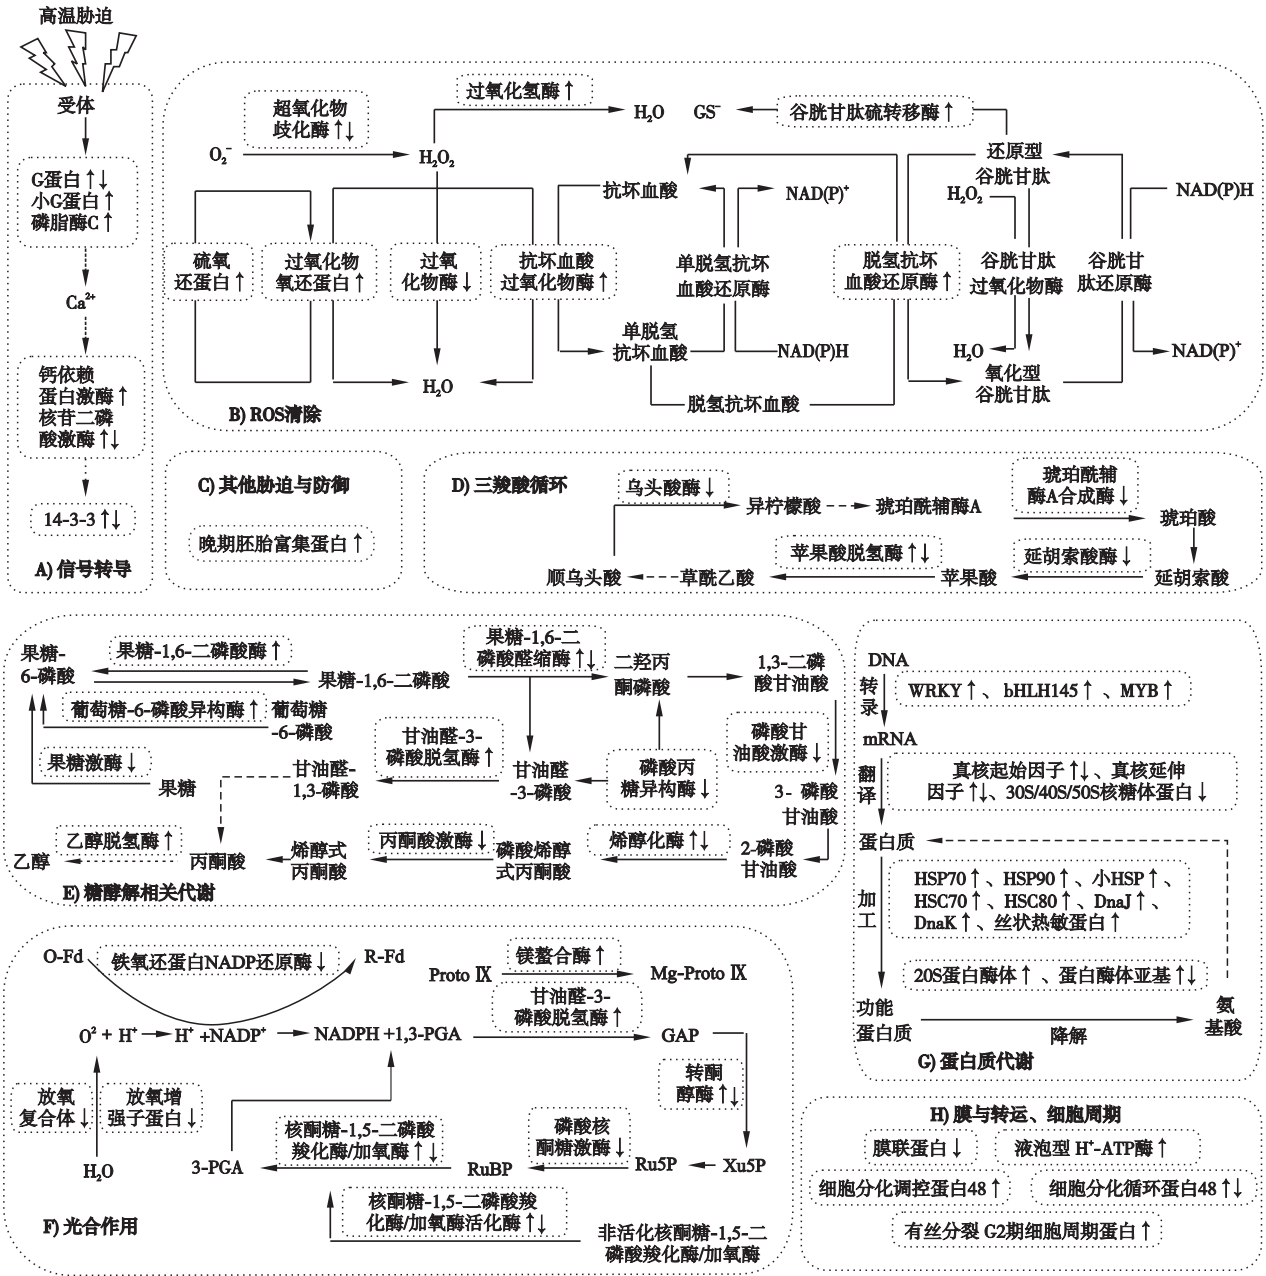 高温胁迫
受体
G蛋白↑↓
小G蛋白↑
磷脂酶C↑
Ca²⁺
钙依赖
蛋白激酶↑
核苷二磷
酸激酶↑↓
14-3-3↑↓
A) 信号转导
超氧化物
歧化酶↑↓
过氧化氢酶↑
H₂O
GS⁻
谷胱甘肽硫转移酶↑
O₂⁻
H₂O₂
还原型
谷胱甘肽
抗坏血酸
NAD(P)⁺
H₂O₂
NAD(P)H
硫氧
还蛋白↑
过氧化物
氧还蛋白↑
过氧
化物酶↓
抗坏血酸
过氧化物酶↑
单脱氢抗坏
血酸还原酶
脱氢抗坏
血酸还原酶↑
谷胱甘肽
过氧化物酶
谷胱甘
肽还原酶
单脱氢
抗坏血酸
NAD(P)H
H₂O
NAD(P)⁺
H₂O
氧化型
谷胱甘肽
脱氢抗坏血酸
B) ROS清除
C) 其他胁迫与防御
晚期胚胎富集蛋白↑
D) 三羧酸循环
乌头酸酶↓
异柠檬酸
琥珀酰辅酶A
琥珀酰辅
酶A合成酶↓
琥珀酸
顺乌头酸
草酰乙酸
苹果酸脱氢酶↑↓
苹果酸
延胡索酸酶↓
延胡索酸
果糖-
6-磷酸
果糖-1,6-二磷酸酶↑
果糖-1,6-二磷酸
果糖-1,6-二
磷酸醛缩酶↑↓
二羟丙
酮磷酸
1,3-二磷
酸甘油酸
葡萄糖-6-磷酸异构酶↑
葡萄糖
-6-磷酸
果糖激酶↓
果糖
甘油醛-
1,3-磷酸
甘油醛-3-
磷酸脱氢酶↑
甘油醛
-3-磷酸
磷酸丙
糖异构酶↓
磷酸甘
油酸激酶↓
3- 磷酸
甘油酸
乙醇
乙醇脱氢酶↑
丙酮酸
烯醇式
丙酮酸
丙酮酸激酶↓
磷酸烯醇
式丙酮酸
烯醇化酶↑↓
2-磷酸
甘油酸
E) 糖酵解相关代谢
O-Fd
铁氧还蛋白NADP还原酶↓
R-Fd
Proto Ⅸ
镁螯合酶↑
Mg-Proto Ⅸ
O² + H⁺
H⁺ +NADP⁺
NADPH +1,3-PGA
甘油醛-3-
磷酸脱氢酶↑
GAP
放氧
复合体↓
放氧增
强子蛋白↓
H₂O
转酮
醇酶↑↓
3-PGA
核酮糖-1,5-二磷酸
羧化酶/加氧酶↑↓
RuBP
磷酸核
酮糖激酶↓
Ru5P
Xu5P
核酮糖-1,5-二磷酸羧
化酶/加氧酶活化酶↑↓
非活化核酮糖-1,5-二
磷酸羧化酶/加氧酶
F) 光合作用
DNA
转
录
WRKY↑、bHLH145↑、MYB↑
mRNA
翻
译
真核起始因子↑↓、真核延伸
因子↑↓、30S/40S/50S核糖体蛋白↓
蛋白质
加
工
HSP70↑、HSP90↑、小HSP↑、
HSC70↑、HSC80↑、DnaJ↑、
DnaK↑、丝状热敏蛋白↑
20S蛋白酶体↑、蛋白酶体亚基↑↓
功能
蛋白质
降解
氨
基酸
G) 蛋白质代谢
H) 膜与转运、细胞周期
膜联蛋白↓
液泡型 H⁺-ATP酶↑
细胞分化调控蛋白48↑
细胞分化循环蛋白48↑↓
有丝分裂 G2期细胞周期蛋白↑